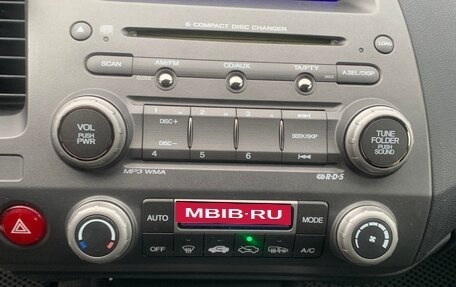 6 COMPACT DISC CHANGER
LOAD
SCAN
AM/FM
CD/AUX
TA/PTY
A.SEL/DISP
CLOCK
1 2 3
VOL
PUSH
PWR
DISC+
DISC−
SEEK/SKIP
TUNE
FOLDER
PUSH
SOUND
4 5 6
MP3 WMA
R·D·S
AUTO
MBIB-RU
MODE
OFF
A/C